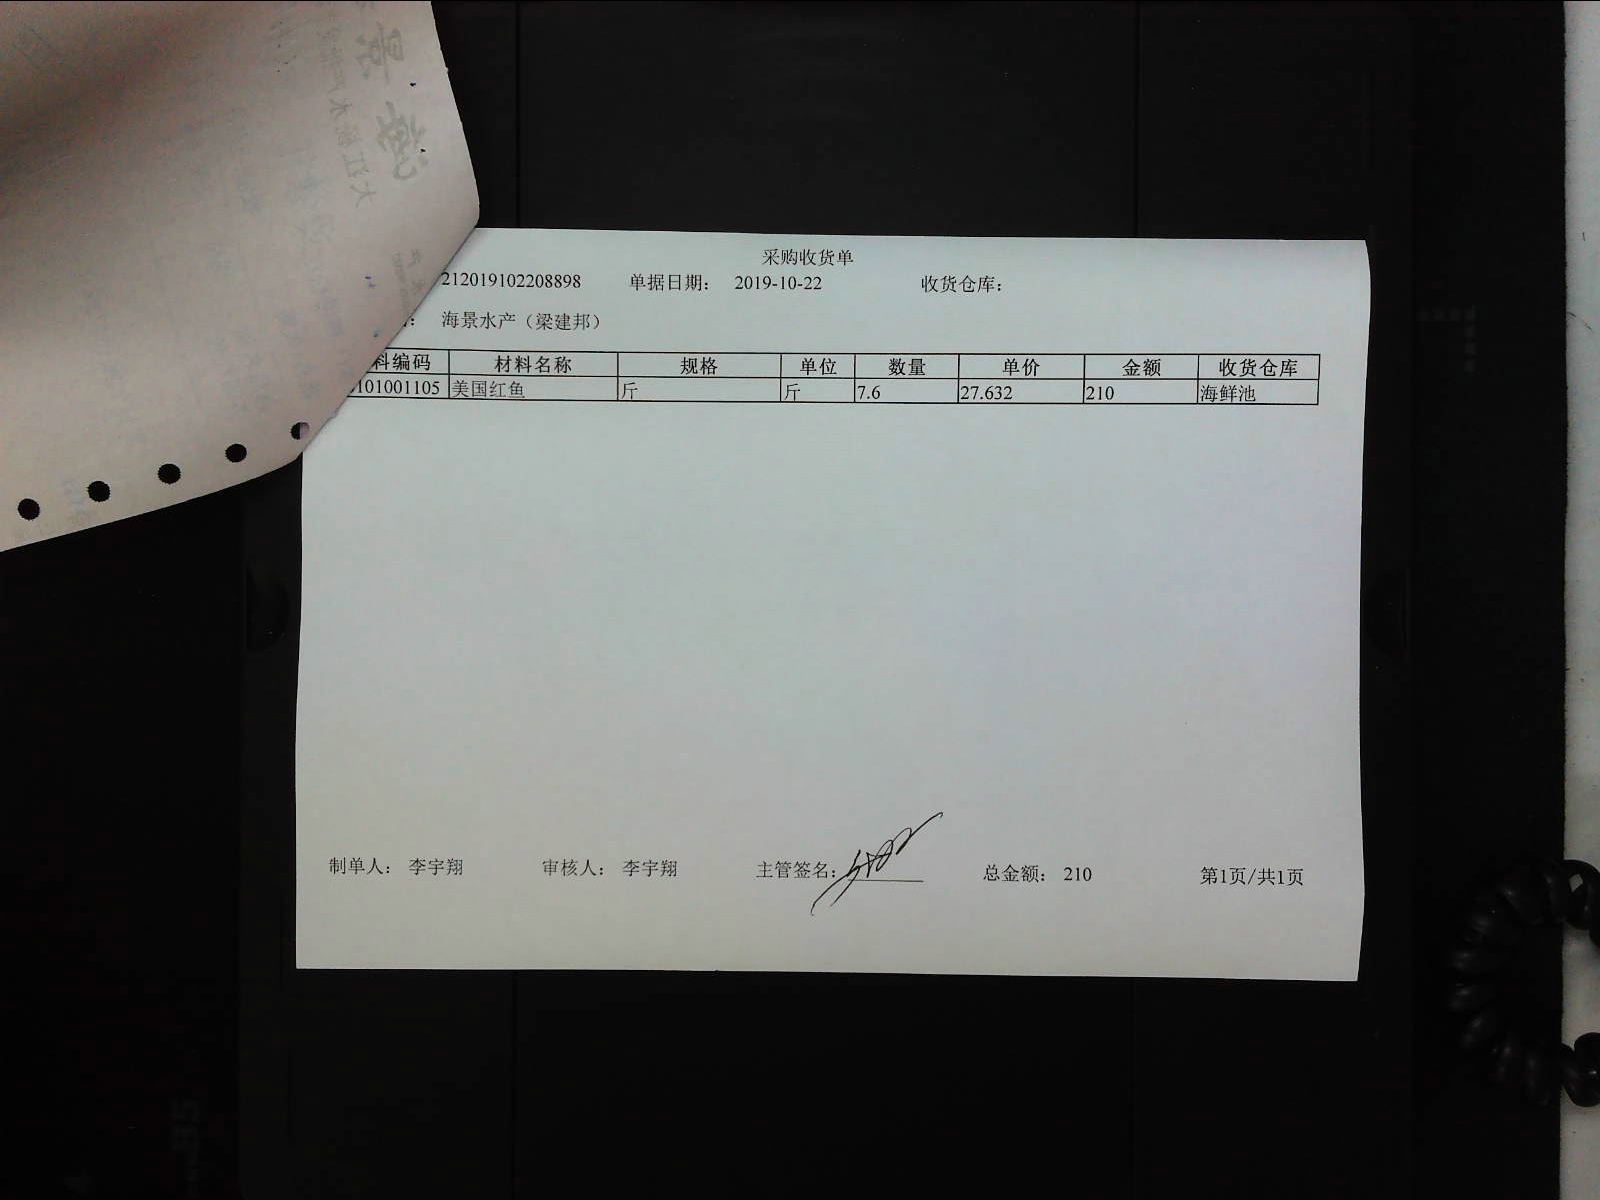 采购收货单
212019102208898 单据日期： 2019-10-22 收货仓库：
： 海景水产（梁建邦）
料编码 材料名称 规格 单位 数量 单价 金额 收货仓库
101001105 美国红鱼 斤 斤 7.6 27.632 210 海鲜池
制单人： 李宇翔 审核人： 李宇翔 主管签名： 总金额： 210 第1页/共1页